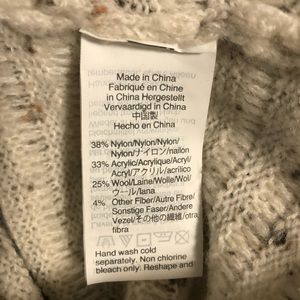 Made in China
Fabriqué en Chine
in China Hergestellt
Vervaardigd in China
中国製
Hecho en China
38% Nylon/Nylon/Nylon/
Nylon/ナイロン/nailon
33% Acrylic/Acrylique/Acryl/
Acryl/アクリル/acrílico
25% Wool/Laine/Wolle/Wol/
ウール/lana
4% Other Fiber/Autre Fibre/
Sonstige Faser/Andere
Vezel/その他の繊維/otra
fibra
Hand wash cold
separately. Non chlorine
bleach only. Reshape and